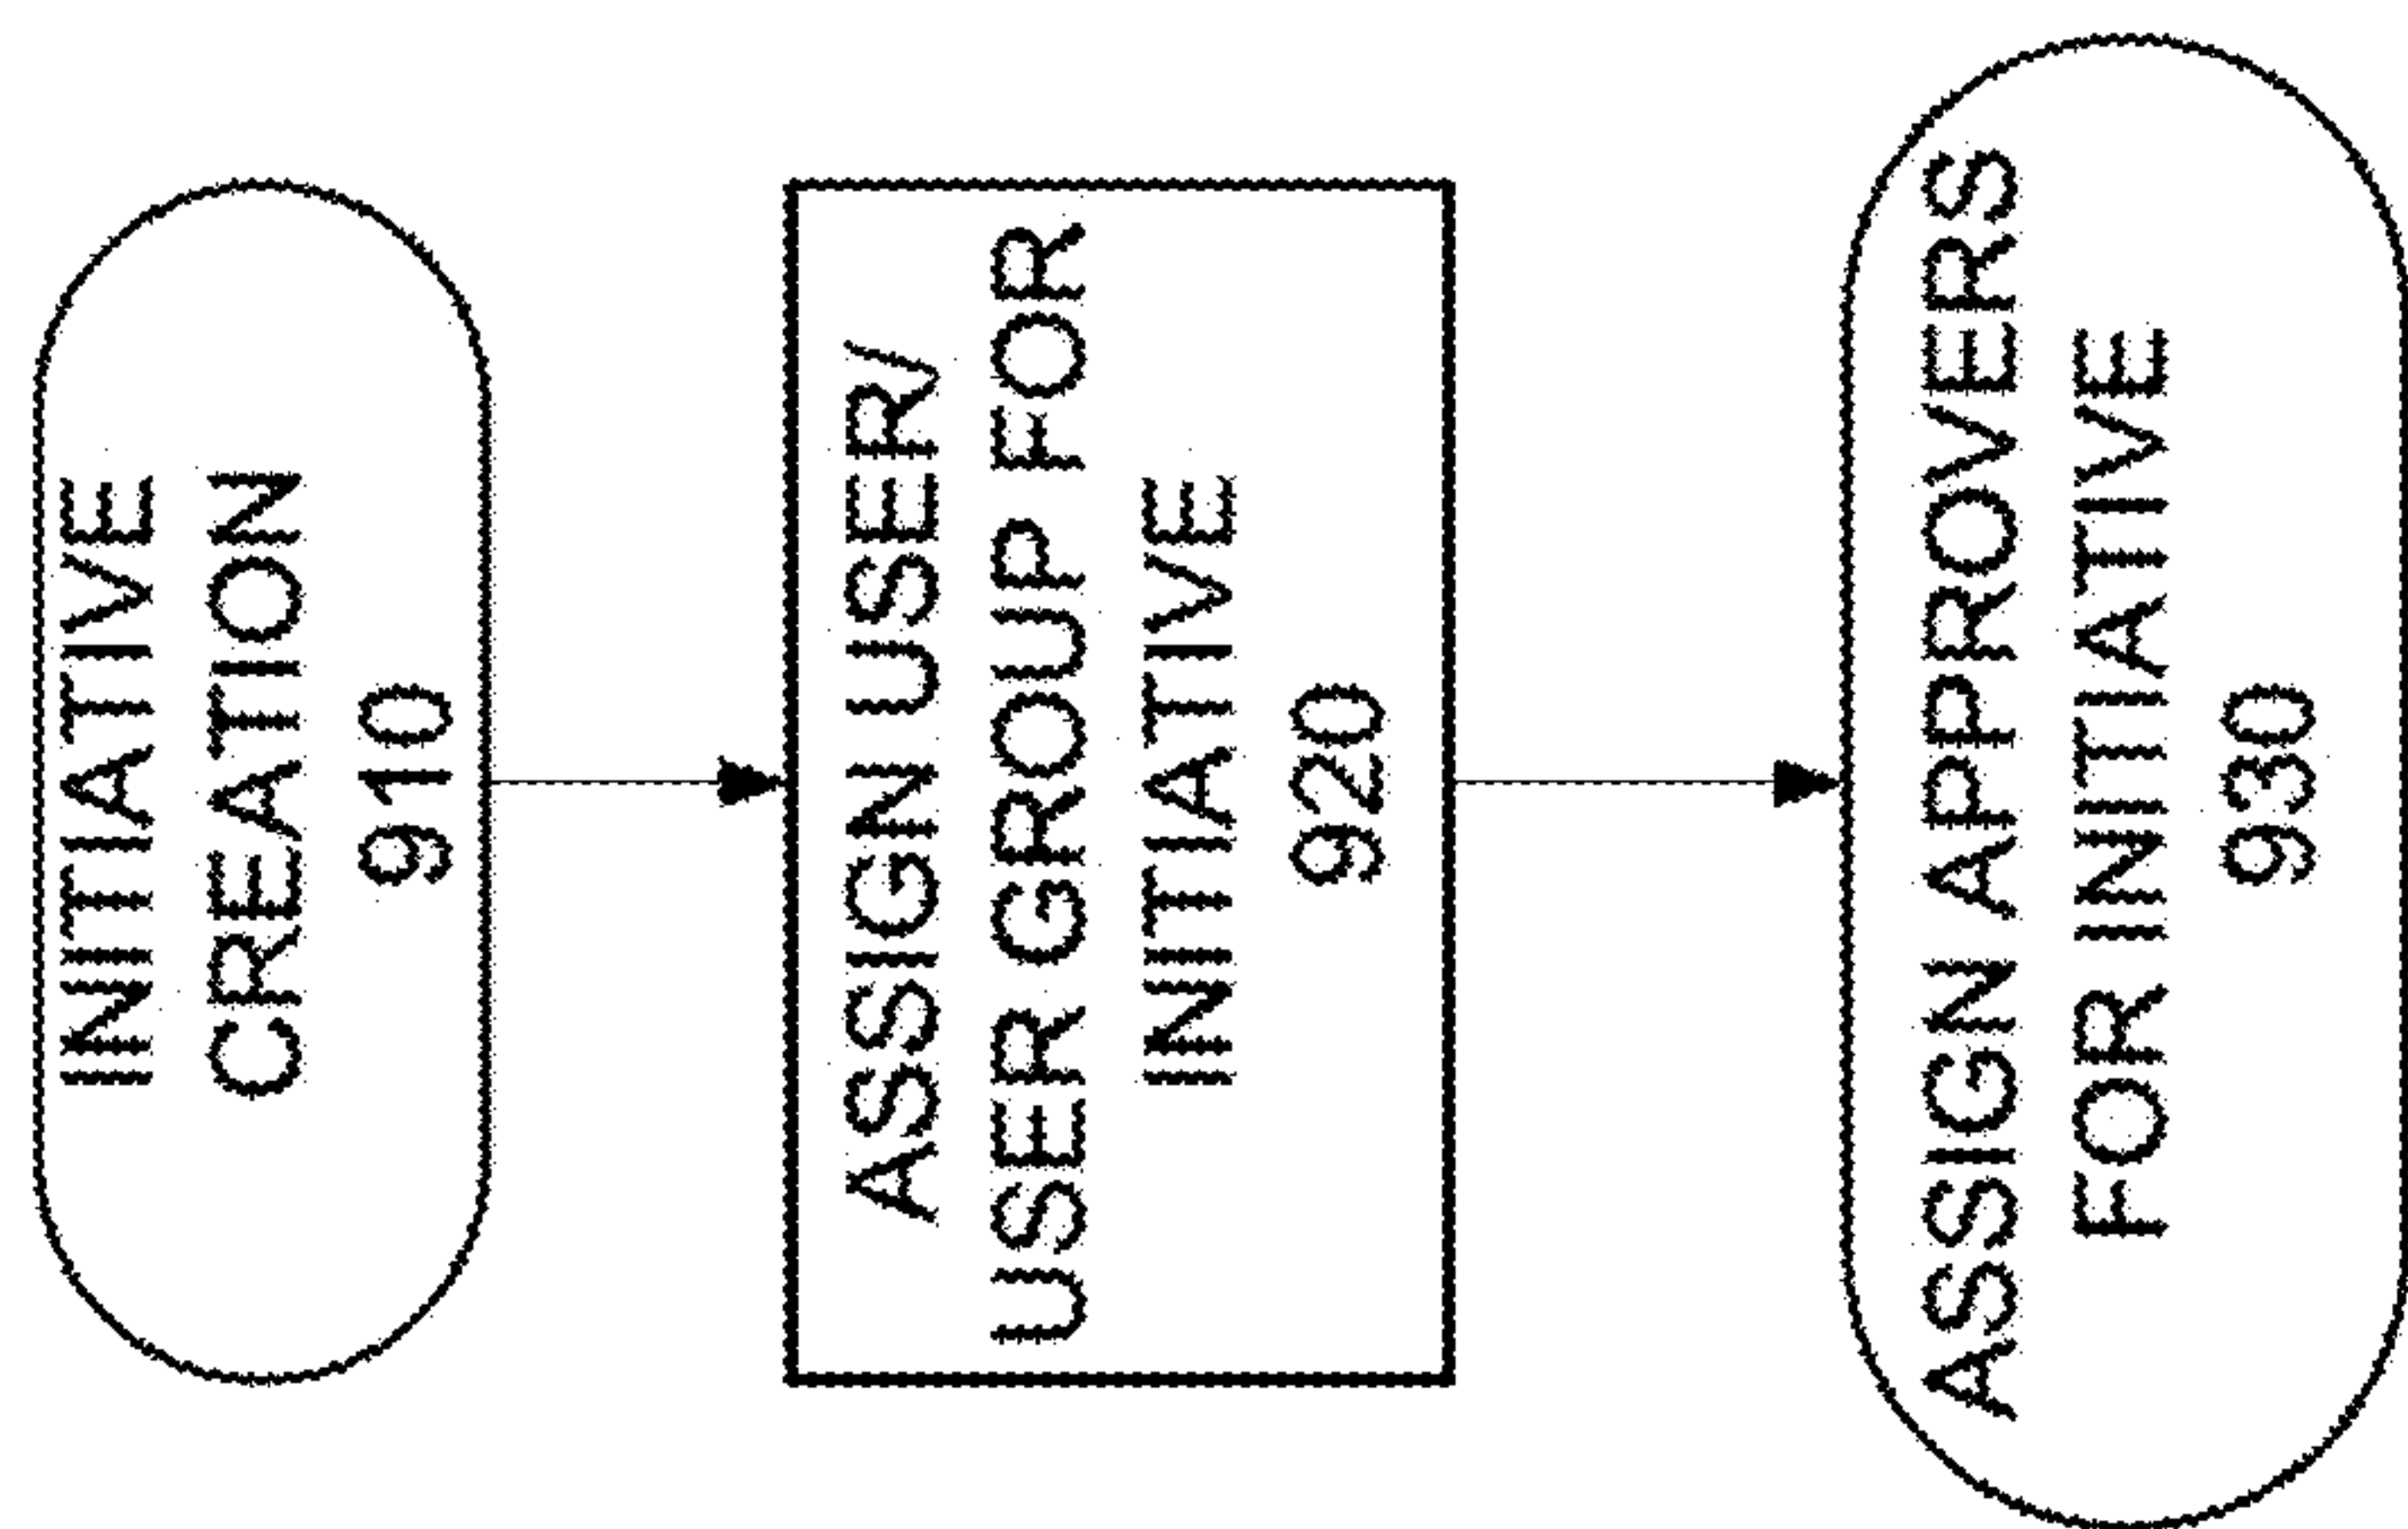 INITIATIVE
CREATION
910
ASSIGN USER/
USER GROUP FOR
INITIATIVE
920
ASSIGN APPROVERS
FOR INITIATIVE
930